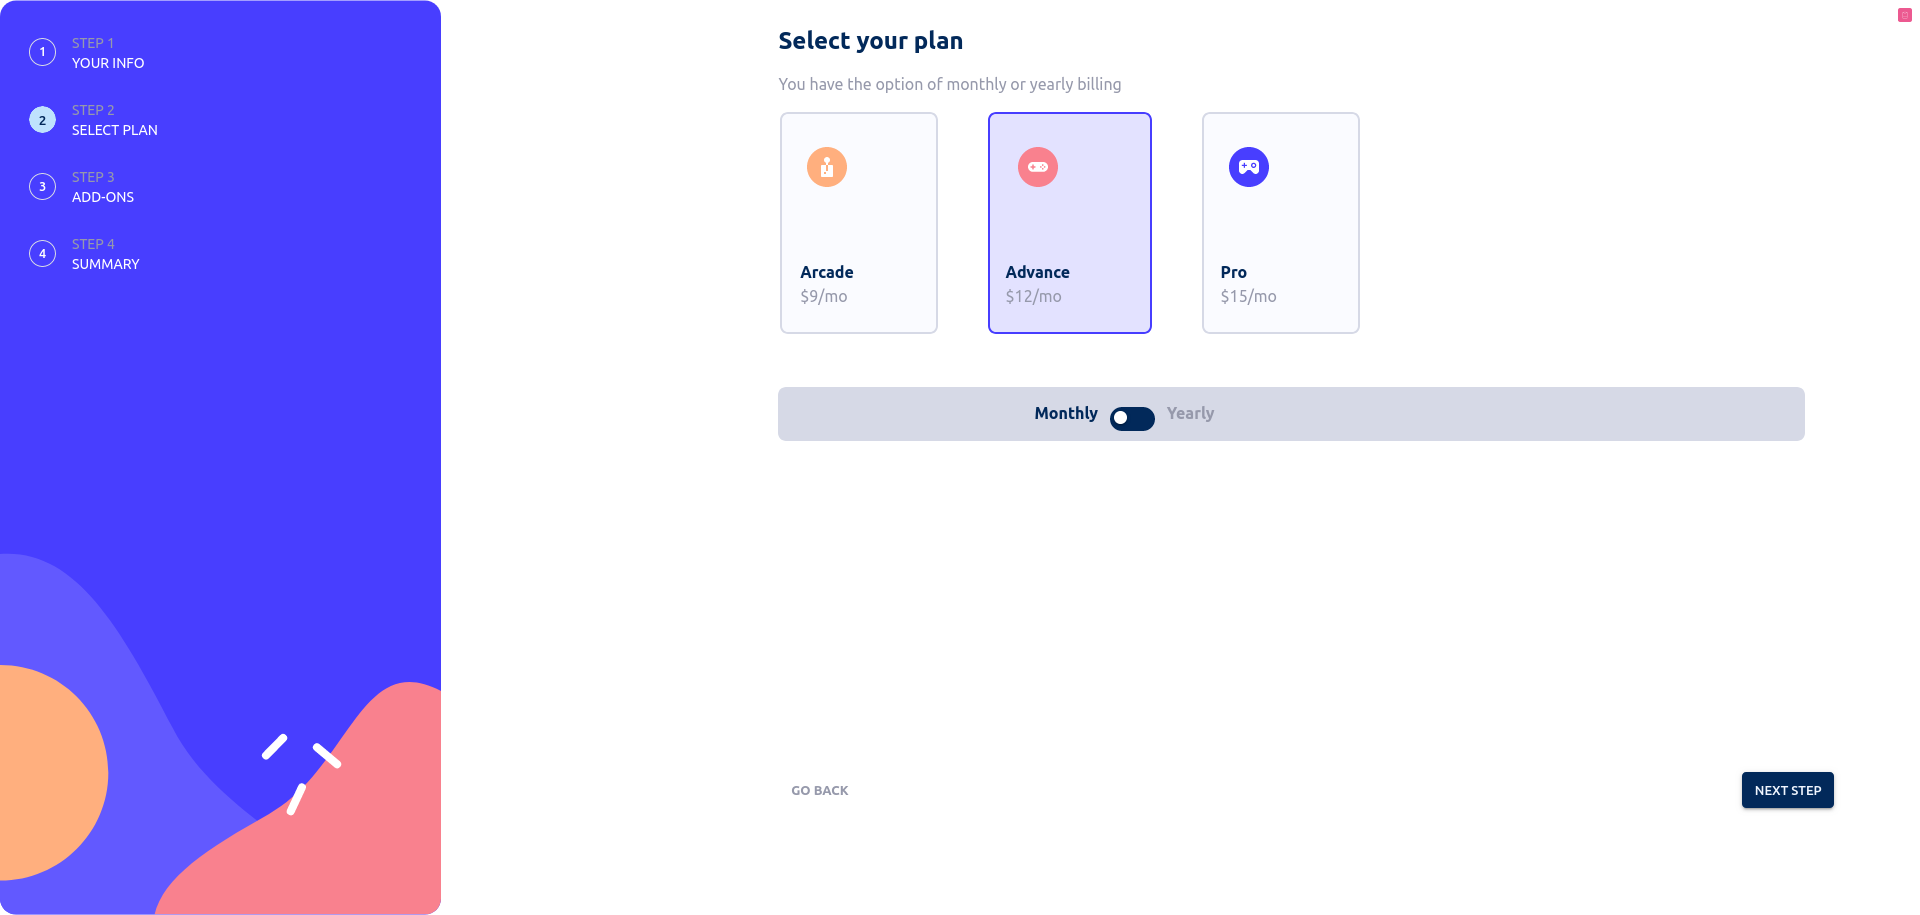 1
STEP 1
YOUR INFO
2
STEP 2
SELECT PLAN
3
STEP 3
ADD-ONS
4
STEP 4
SUMMARY
Select your plan
You have the option of monthly or yearly billing
Arcade
$9/mo
Advance
$12/mo
Pro
$15/mo
Monthly
Yearly
GO BACK
NEXT STEP